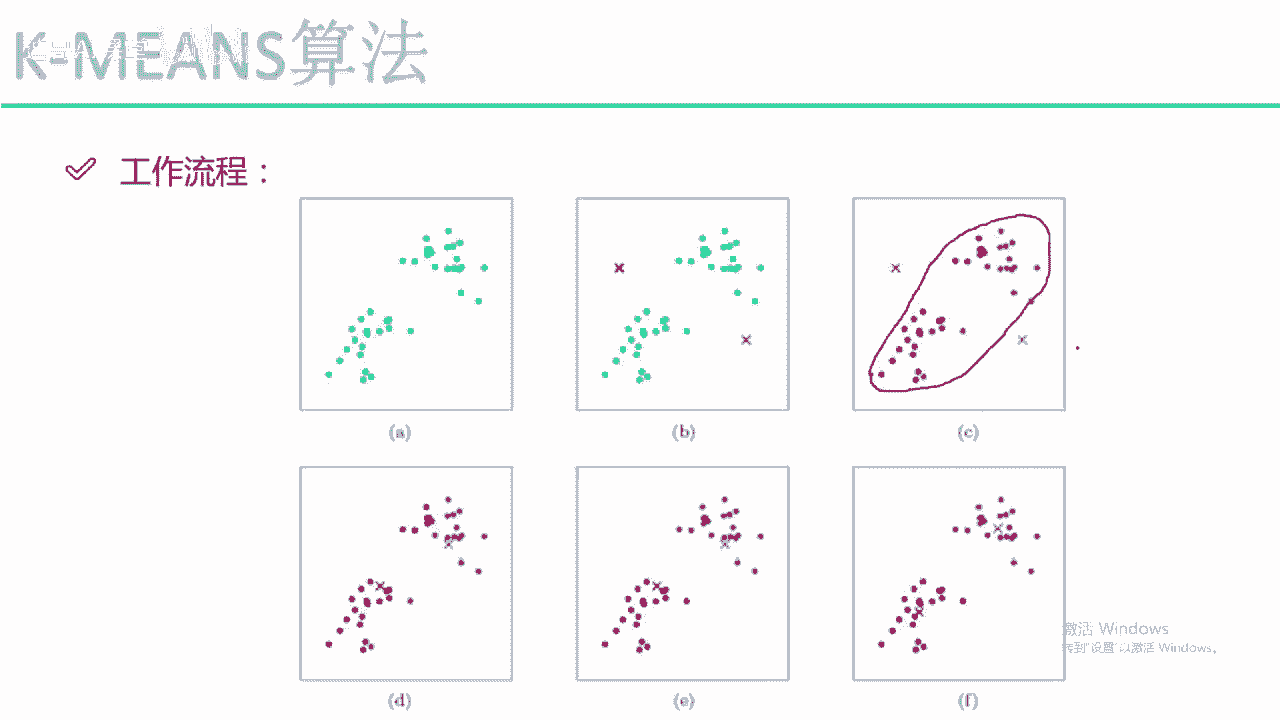 K-MEANS算法
工作流程：
(a)
(b)
(c)
(d)
(e)
(f)
激活 Windows
转到"设置"以激活 Windows。